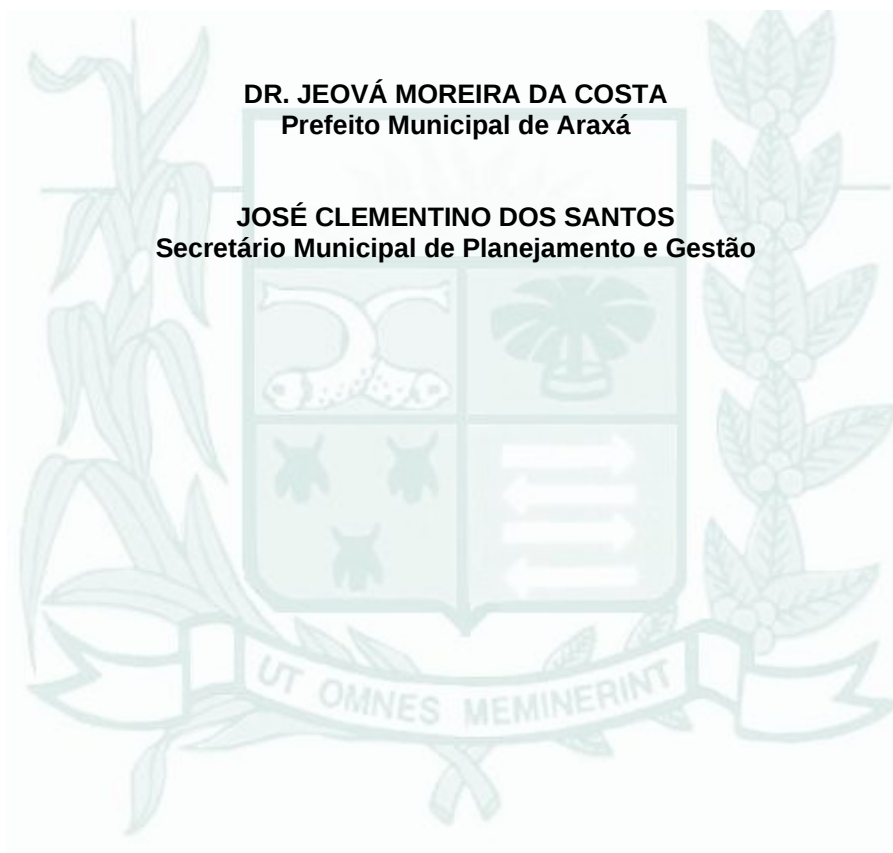 DR. JEOVÁ MOREIRA DA COSTA
Prefeito Municipal de Araxá
JOSÉ CLEMENTINO DOS SANTOS
Secretário Municipal de Planejamento e Gestão
UT OMNES MEMINERINT